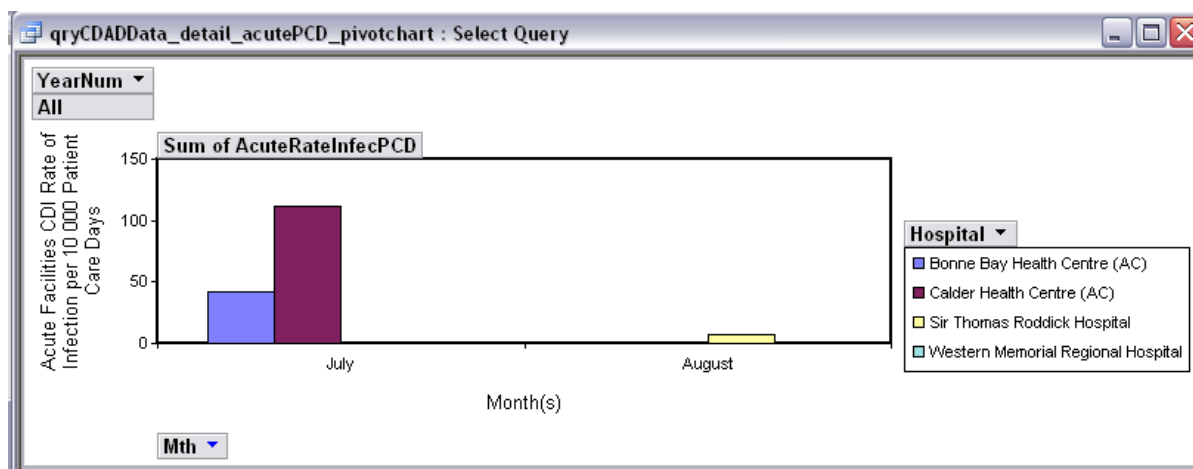 qryCDADData_detail_acutePCD_pivotchart : Select Query
YearNum
All
Sum of AcuteRateInfecPCD
Acute Facilities CDI Rate of
Infection per 10 000 Patient
Care Days
150
100
50
0
July
August
Month(s)
Mth
Hospital
Bonne Bay Health Centre (AC)
Calder Health Centre (AC)
Sir Thomas Roddick Hospital
Western Memorial Regional Hospital